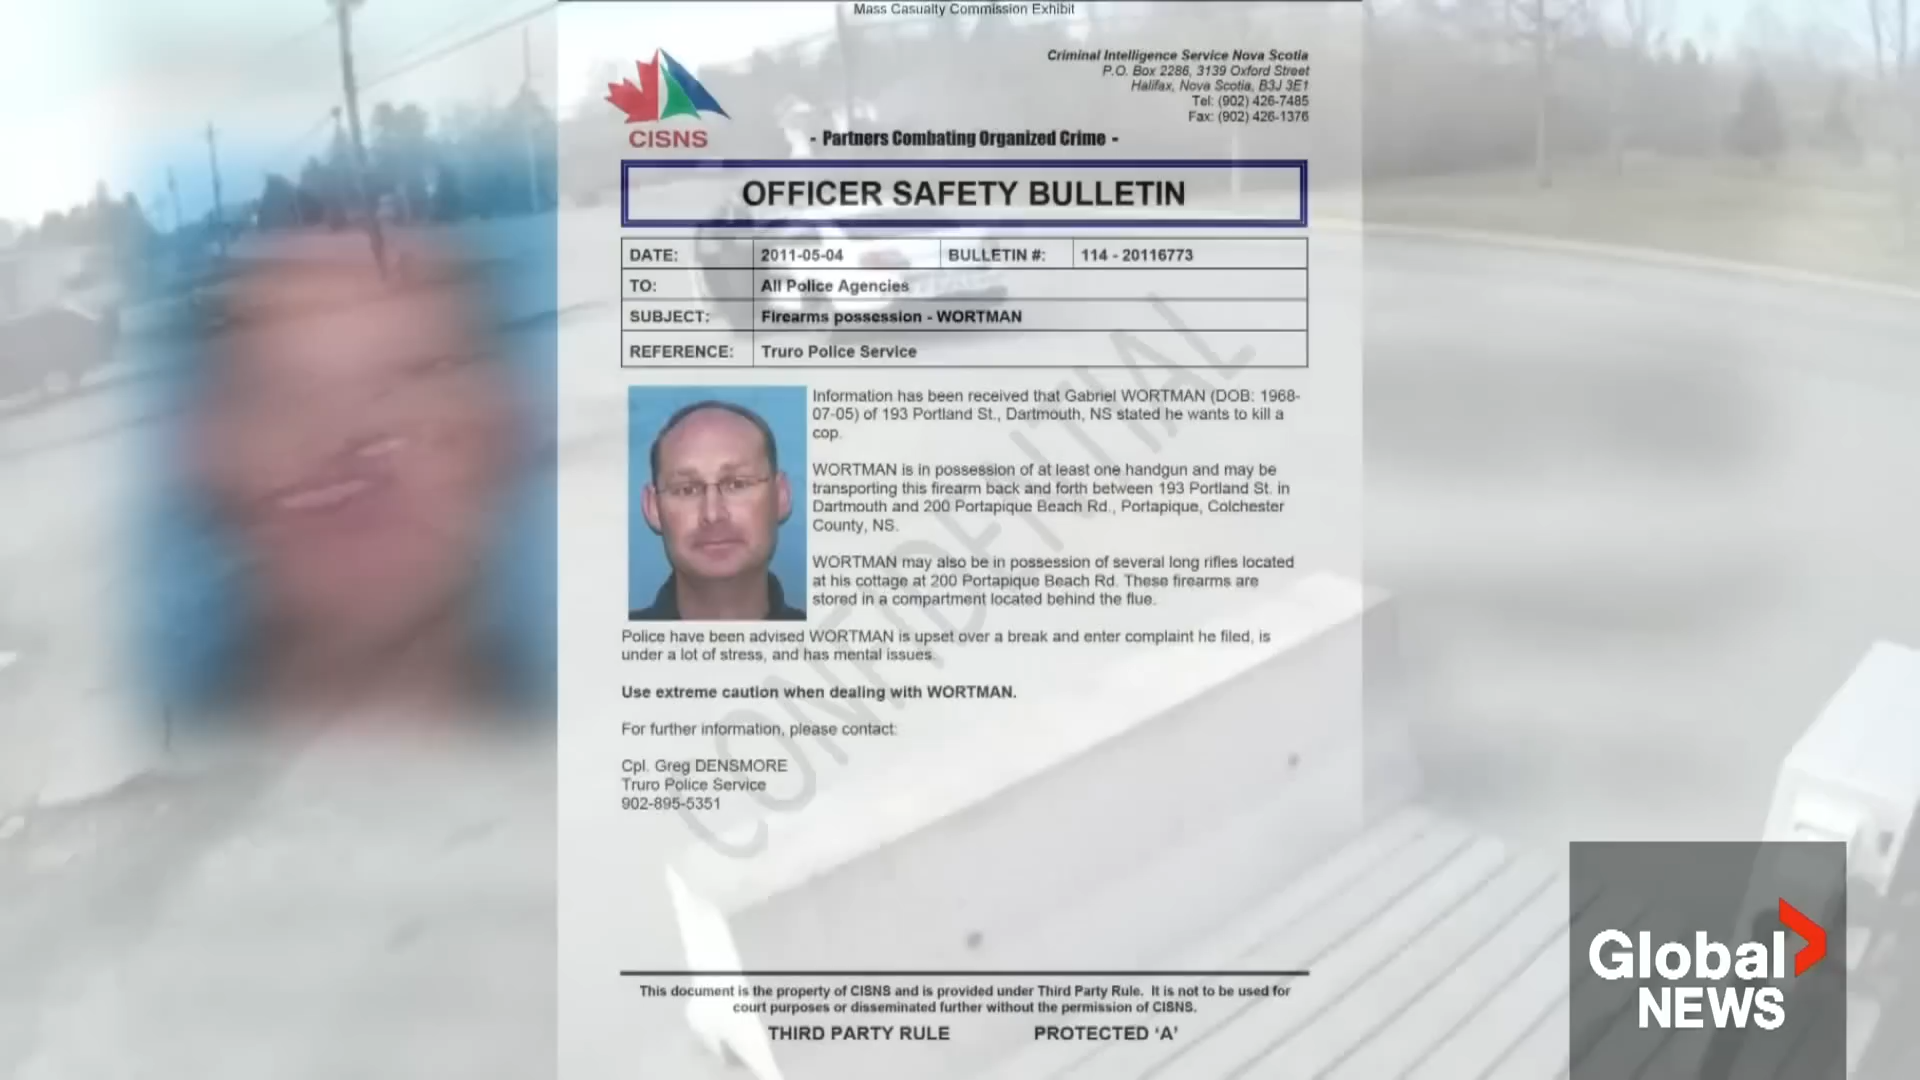 Mass Casualty Commission Exhibit
Criminal Intelligence Service Nova Scotia
P.O. Box 2286, 3139 Oxford Street
Halifax, Nova Scotia, B3J 3E1
Tel: (902) 426-7485
Fax: (902) 426-1376
CISNS
- Partners Combating Organized Crime -
OFFICER SAFETY BULLETIN
DATE: 2011-05-04 BULLETIN #: 114 - 20116773
TO: All Police Agencies
SUBJECT: Firearms possession - WORTMAN
REFERENCE: Truro Police Service
Information has been received that Gabriel WORTMAN (DOB: 1968-
07-05) of 193 Portland St., Dartmouth, NS stated he wants to kill a
cop.
WORTMAN is in possession of at least one handgun and may be
transporting this firearm back and forth between 193 Portland St. in
Dartmouth and 200 Portapique Beach Rd., Portapique, Colchester
County, NS.
WORTMAN may also be in possession of several long rifles located
at his cottage at 200 Portapique Beach Rd. These firearms are
stored in a compartment located behind the flue.
Police have been advised WORTMAN is upset over a break and enter complaint he filed, is
under a lot of stress, and has mental issues.
Use extreme caution when dealing with WORTMAN.
For further information, please contact:
Cpl. Greg DENSMORE
Truro Police Service
902-895-5351
CONFIDENTIAL
This document is the property of CISNS and is provided under Third Party Rule. It is not to be used for
court purposes or disseminated further without the permission of CISNS.
THIRD PARTY RULE PROTECTED 'A'
Global
NEWS